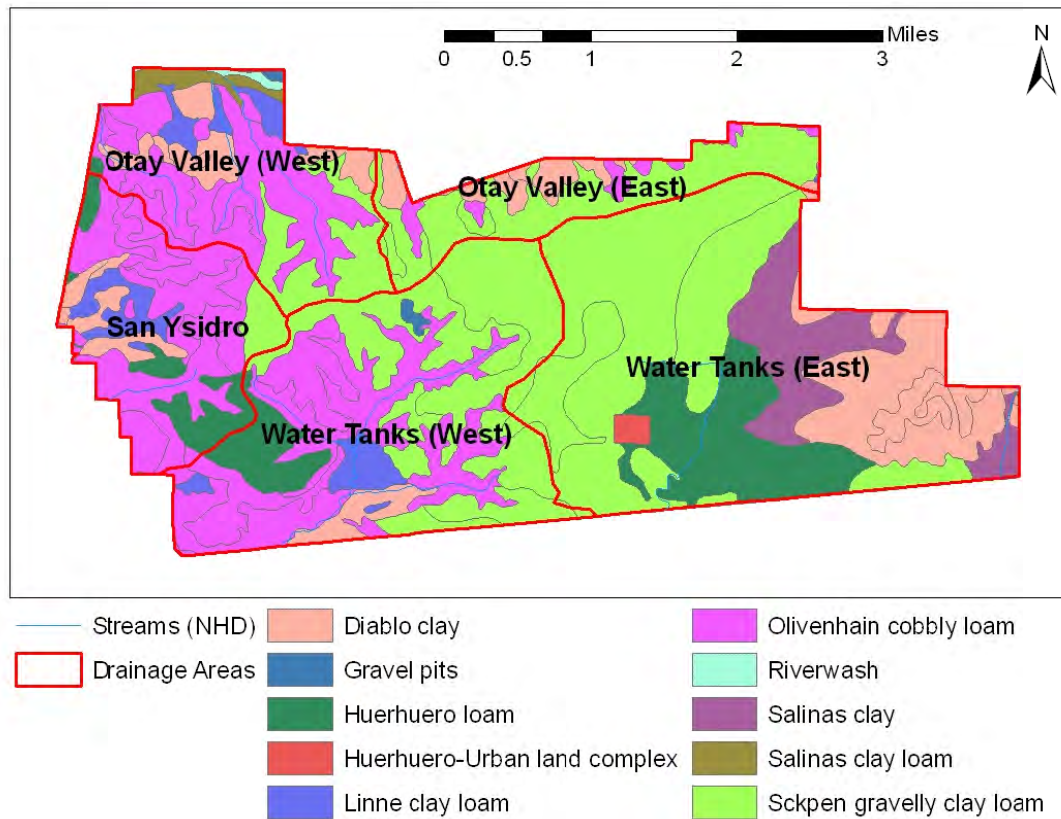 Miles
0 0.5 1 2 3
N
Otay Valley (West)
Otay Valley (East)
San Ysidro
Water Tanks (East)
Water Tanks (West)
Streams (NHD)
Drainage Areas
Diablo clay
Gravel pits
Huerhuero loam
Huerhuero-Urban land complex
Linne clay loam
Olivenhain cobbly loam
Riverwash
Salinas clay
Salinas clay loam
Sckpen gravelly clay loam